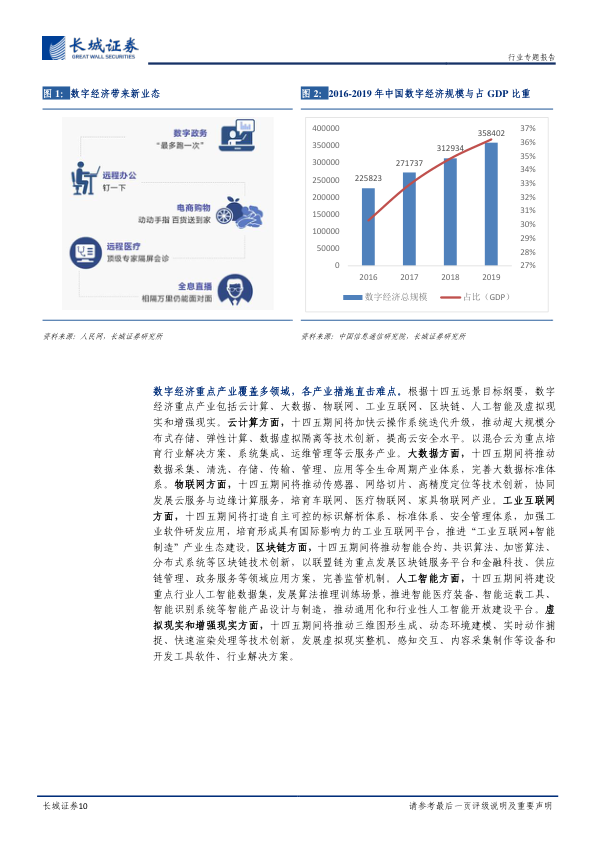 长城证券
GREAT WALL SECURITIES
行业专题报告
图 1： 数字经济带来新业态
数字政务
“最多跑一次”
远程办公
钉一下
电商购物
动动手指 百货送到家
远程医疗
顶级专家隔屏会诊
全息直播
相隔万里仍能面对面
资料来源：人民网，长城证券研究所
图 2： 2016-2019 年中国数字经济规模与占 GDP 比重
400000
350000
300000
250000
200000
150000
100000
50000
0
225823
271737
312934
358402
37%
36%
35%
34%
33%
32%
31%
30%
29%
28%
27%
2016 2017 2018 2019
数字经济总规模 占比（GDP）
资料来源：中国信息通信研究院，长城证券研究所
数字经济重点产业覆盖多领域，各产业措施直击难点。根据十四五远景目标纲要，数字
经济重点产业包括云计算、大数据、物联网、工业互联网，区块链、人工智能及虚拟现
实和增强现实。云计算方面，十四五期间将加快云操作系统迭代升级，推动超大规模分
布式存储、弹性计算、数据虚拟隔离等技术创新，提高云安全水平。以混合云为重点培
育行业解决方案、系统集成、运维管理等云服务产业。大数据方面，十四五期间将推动
数据采集、清洗、存储、传输、管理、应用等全生命周期产业体系，完善大数据标准体
系。物联网方面，十四五期间将推动传感器、网络切片、高精度定位等技术创新，协同
发展云服务与边缘计算服务，培育车联网、医疗物联网、家具物联网产业。工业互联网
方面，十四五期间将打造自主可控的标识解析体系、标准体系、安全管理体系，加强工
业软件研发应用，培育形成具有国际影响力的工业互联网平台，推进“工业互联网+智能
制造”产业生态建设。区块链方面，十四五期间将推动智能合约、共识算法、加密算法、
分布式系统等区块链技术创新，以联盟链为重点发展区块链服务平台和金融科技、供应
链管理、政务服务等领域应用方案，完善监管机制。人工智能方面，十四五期间将建设
重点行业人工智能数据集，发展算法推理训练场景，推进智能医疗装备、智能运载工具、
智能识别系统等智能产品设计与制造，推动通用化和行业性人工智能开放建设平台。虚
拟现实和增强现实方面，十四五期间将推动三维图形生成、动态环境建模、实时动作捕
捉、快速渲染处理等技术创新，发展虚拟现实整机、感知交互、内容采集制作等设备和
开发工具软件、行业解决方案。
长城证券10
请参考最后一页评级说明及重要声明